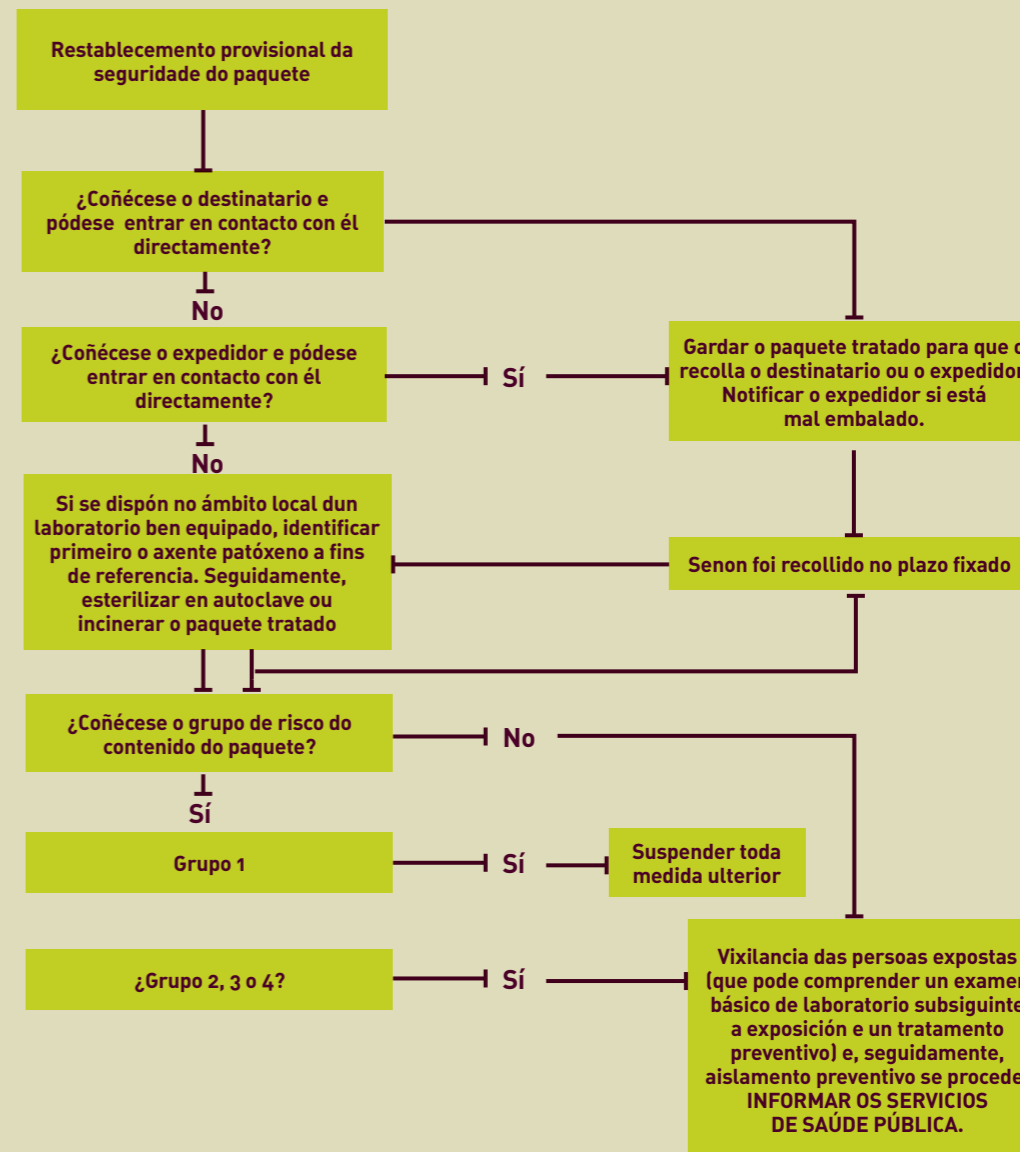 Restablecemento provisional da
seguridade do paquete
¿Coñécese o destinatario e
pódese entrar en contacto con él
directamente?
No
¿Coñécese o expedidor e pódese
entrar en contacto con él
directamente?
Sí
Gardar o paquete tratado para que o
recolla o destinatario ou o expedidor
Notificar o expedidor si está
mal embalado.
No
Si se dispón no ámbito local dun
laboratorio ben equipado, identificar
primeiro o axente patóxeno a fins
de referencia. Seguidamente,
esterilizar en autoclave ou
incinerar o paquete tratado
Senon foi recollido no plazo fixado
¿Coñécese o grupo de risco do
contenido do paquete?
No
Sí
Grupo 1
Sí
Suspender toda
medida ulterior
¿Grupo 2, 3 o 4?
Sí
Vixilancia das persoas expostas
(que pode comprender un examen
básico de laboratorio subsiguinte
a exposición e un tratamento
preventivo) e, seguidamente,
aislamento preventivo se procede
INFORMAR OS SERVICIOS
DE SAÚDE PÚBLICA.